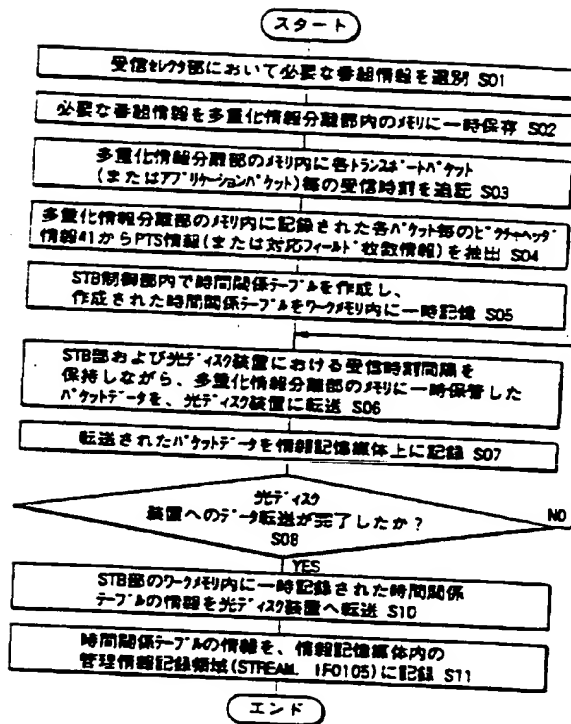 スタート
受信セレクタ部において必要な番組情報を選別 S01
必要な番組情報を多重化情報分離部内のメモリに一時保存 S02
多重化情報分離部のメモリ内に各トランスポートパケット
(またはアプリケーションパケット)毎の受信時刻を追記 S03
多重化情報分離部のメモリ内に記録された各パケット毎のピクチャヘッダ
情報41からPTS情報(または対応フィールド枚数情報)を抽出 S04
STB制御部内で時間関係テーブルを作成し、
作成された時間関係テーブルをワークメモリ内に一時記憶 S05
STB部および光ディスク装置における受信時刻間隔を
保持しながら、多重化情報分離部のメモリに一時保管した
パケットデータを、光ディスク装置に転送 S06
転送されたパケットデータを情報記憶媒体上に記録 S07
光ディスク
装置へのデータ転送が完了したか?
S08
NO
YES
STB部のワークメモリ内に一時記録された時間関係
テーブルの情報を光ディスク装置へ転送 S10
時間関係テーブルの情報を、情報記憶媒体内の
管理情報記録領域(STREAM. IFO105)に記録 S11
エンド